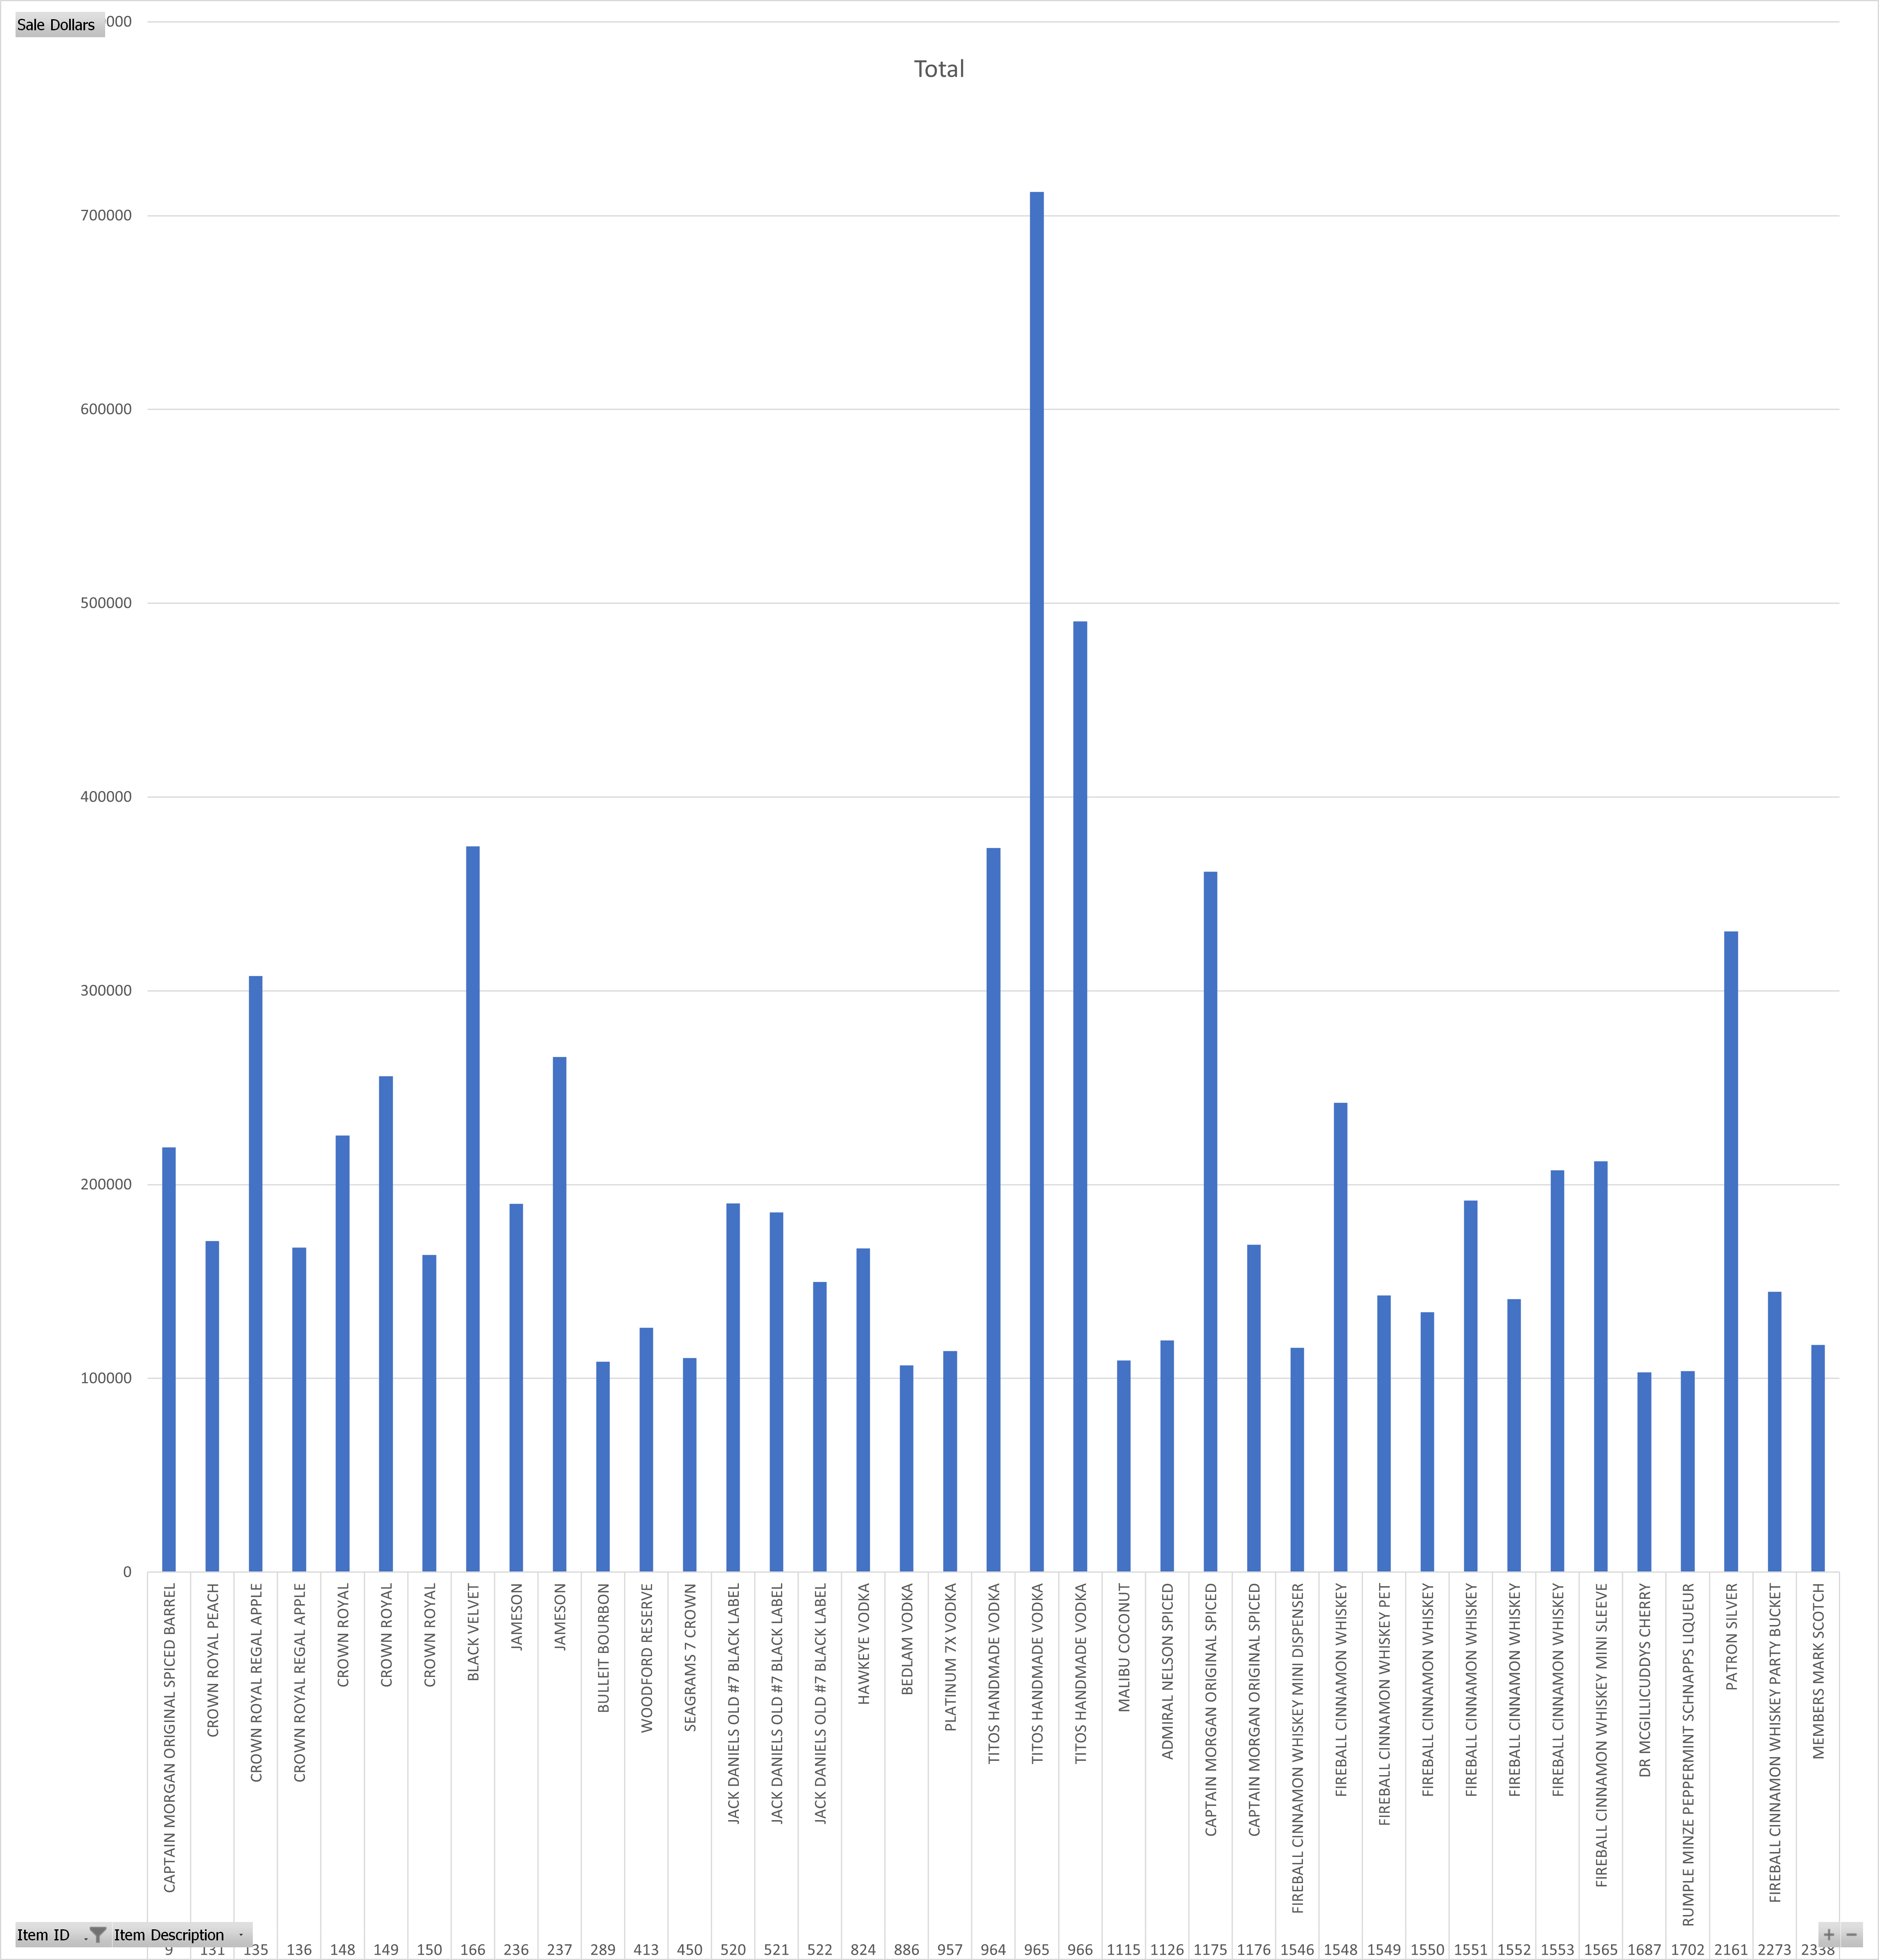 Sale Dollars
000
Total
700000
600000
500000
400000
300000
200000
100000
0
CAPTAIN MORGAN ORIGINAL SPICED BARREL
CROWN ROYAL PEACH
CROWN ROYAL REGAL APPLE
CROWN ROYAL REGAL APPLE
CROWN ROYAL
CROWN ROYAL
CROWN ROYAL
BLACK VELVET
JAMESON
JAMESON
BULLEIT BOURBON
WOODFORD RESERVE
SEAGRAMS 7 CROWN
JACK DANIELS OLD #7 BLACK LABEL
JACK DANIELS OLD #7 BLACK LABEL
JACK DANIELS OLD #7 BLACK LABEL
HAWKEYE VODKA
BEDLAM VODKA
PLATINUM 7X VODKA
TITOS HANDMADE VODKA
TITOS HANDMADE VODKA
TITOS HANDMADE VODKA
MALIBU COCONUT
ADMIRAL NELSON SPICED
CAPTAIN MORGAN ORIGINAL SPICED
CAPTAIN MORGAN ORIGINAL SPICED
FIREBALL CINNAMON WHISKEY MINI DISPENSER
FIREBALL CINNAMON WHISKEY
FIREBALL CINNAMON WHISKEY PET
FIREBALL CINNAMON WHISKEY
FIREBALL CINNAMON WHISKEY
FIREBALL CINNAMON WHISKEY
FIREBALL CINNAMON WHISKEY
FIREBALL CINNAMON WHISKEY MINI SLEEVE
DR MCGILLICUDDYS CHERRY
RUMPLE MINZE PEPPERMINT SCHNAPPS LIQUEUR
PATRON SILVER
FIREBALL CINNAMON WHISKEY PARTY BUCKET
MEMBERS MARK SCOTCH
Item ID Item Description
9 131 135 136 148 149 150 166 236 237 289 413 450 520 521 522 824 886 957 964 965 966 1115 1126 1175 1176 1546 1548 1549 1550 1551 1552 1553 1565 1687 1702 2161 2273 2338